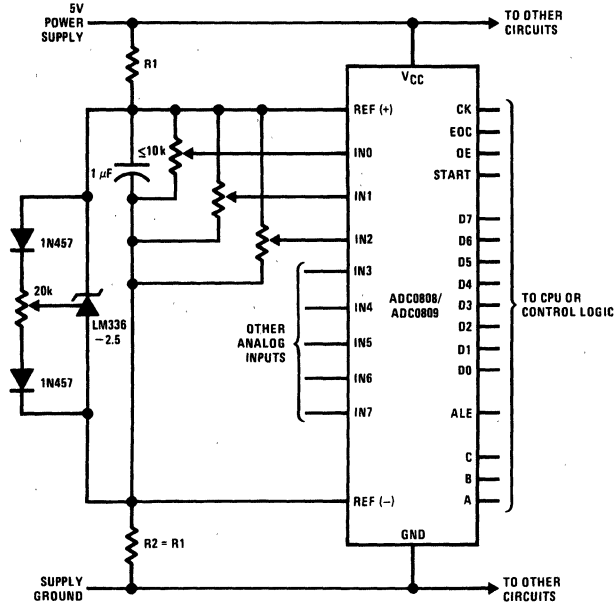 5V
POWER
SUPPLY
TO OTHER
CIRCUITS
R1
VCC
REF (+)
CK
EOC
≤10k
IN0
OE
1 µF
START
IN1
D7
1N457
IN2
D6
IN3
D5
20k
D4
LM336
−2.5
OTHER
ANALOG
INPUTS
IN4
ADC0808/
ADC0809
D3
TO CPU OR
CONTROL LOGIC
IN5
D2
D1
1N457
IN6
D0
IN7
ALE
C
B
REF (−)
A
GND
R2 = R1
SUPPLY
GROUND
TO OTHER
CIRCUITS